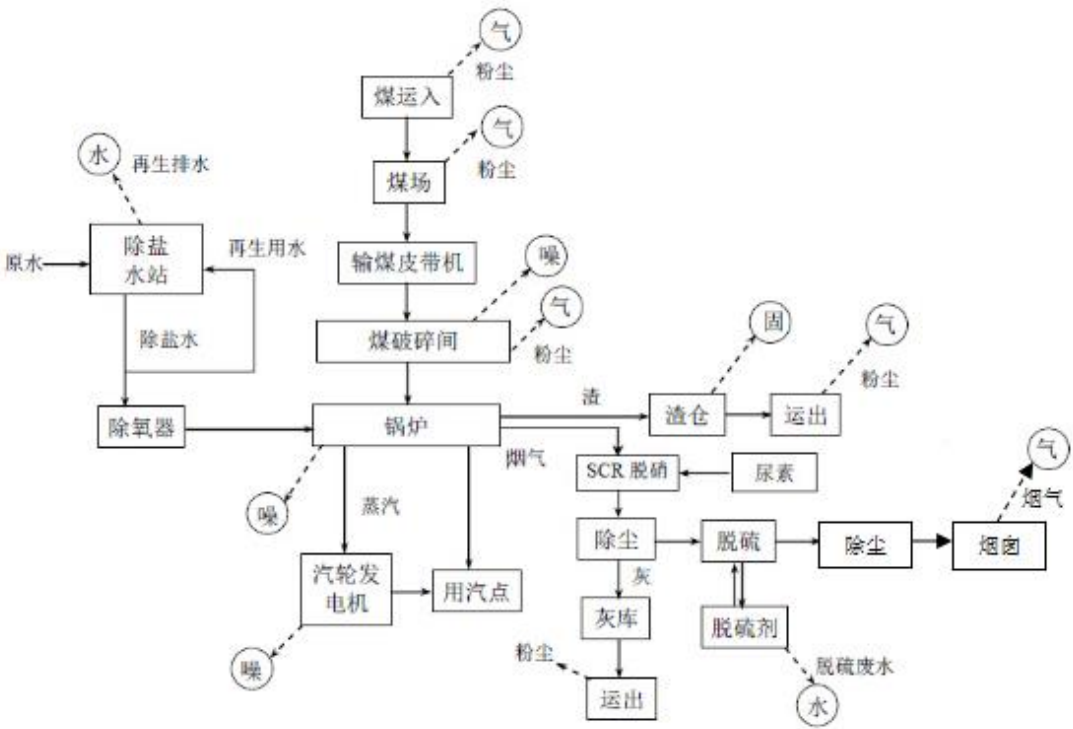 气
粉尘
煤运入
气
粉尘
煤场
水
再生排水
除盐
水站
原水
再生用水
除盐水
除氧器
输煤皮带机
噪
煤破碎间
气
粉尘
锅炉
渣
渣仓
固
运出
气
粉尘
烟气
SCR 脱硝
尿素
噪
蒸汽
汽轮发
电机
用汽点
噪
除尘
脱硫
除尘
烟囱
烟气
气
灰
灰库
粉尘
运出
脱硫剂
脱硫废水
水